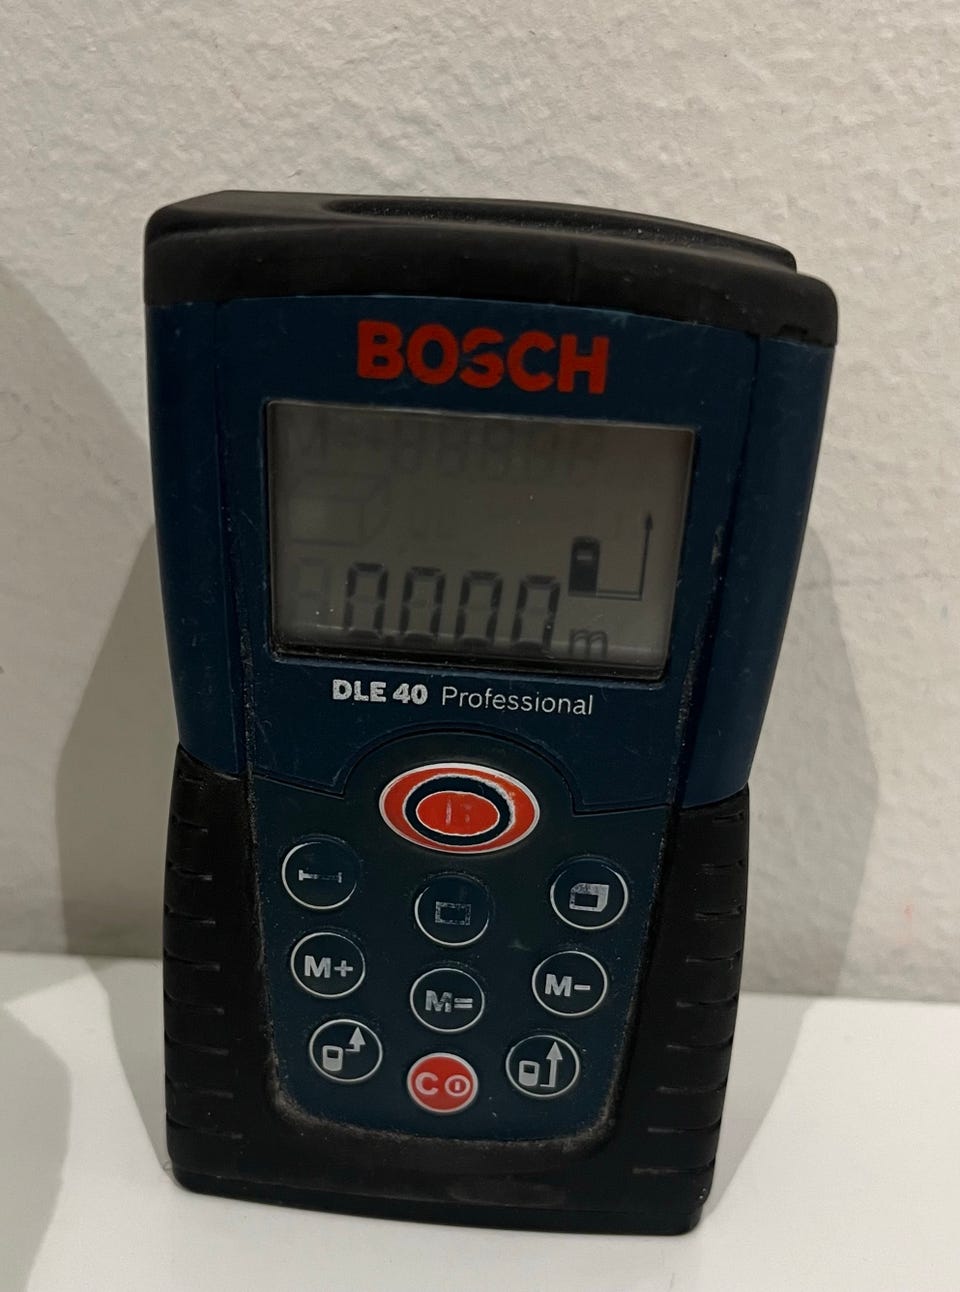 BOSCH
0.000 m
DLE 40 Professional
M+
M=
M-
C